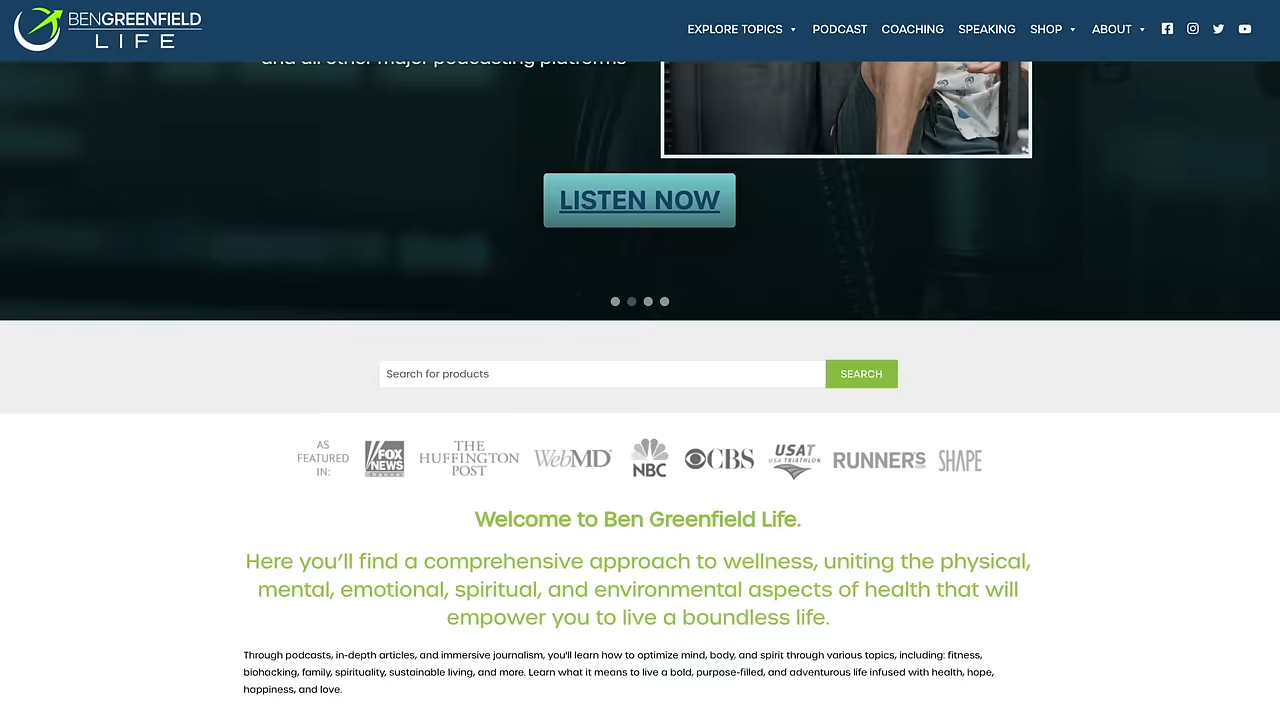 BENGREENFIELD
LIFE
EXPLORE TOPICS PODCAST COACHING SPEAKING SHOP ABOUT
and all other major podcasting platforms
LISTEN NOW
Search for products SEARCH
AS
FEATURED
IN:
FOX
NEWS
channel
THE
HUFFINGTON
POST
WebMD
NBC
CBS
USAT
USA TRIATHLON
RUNNER'S
SHAPE
Welcome to Ben Greenfield Life.
Here you’ll find a comprehensive approach to wellness, uniting the physical,
mental, emotional, spiritual, and environmental aspects of health that will
empower you to live a boundless life.
Through podcasts, in-depth articles, and immersive journalism, you'll learn how to optimize mind, body, and spirit through various topics, including: fitness,
biohacking, family, spirituality, sustainable living, and more. Learn what it means to live a bold, purpose-filled, and adventurous life infused with health, hope,
happiness, and love.